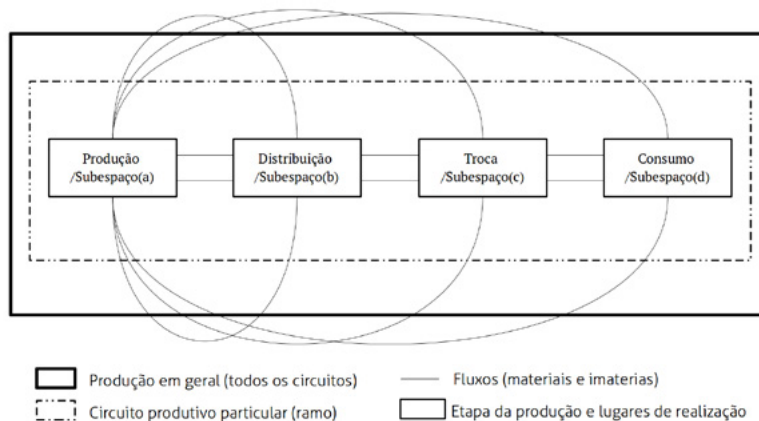 Produção
/Subespaço(a)
Distribuição
/Subespaço(b)
Troca
/Subespaço(c)
Consumo
/Subespaço(d)
Produção em geral (todos os circuitos)
Fluxos (materiais e imaterias)
Circuito produtivo particular (ramo)
Etapa da produção e lugares de realização